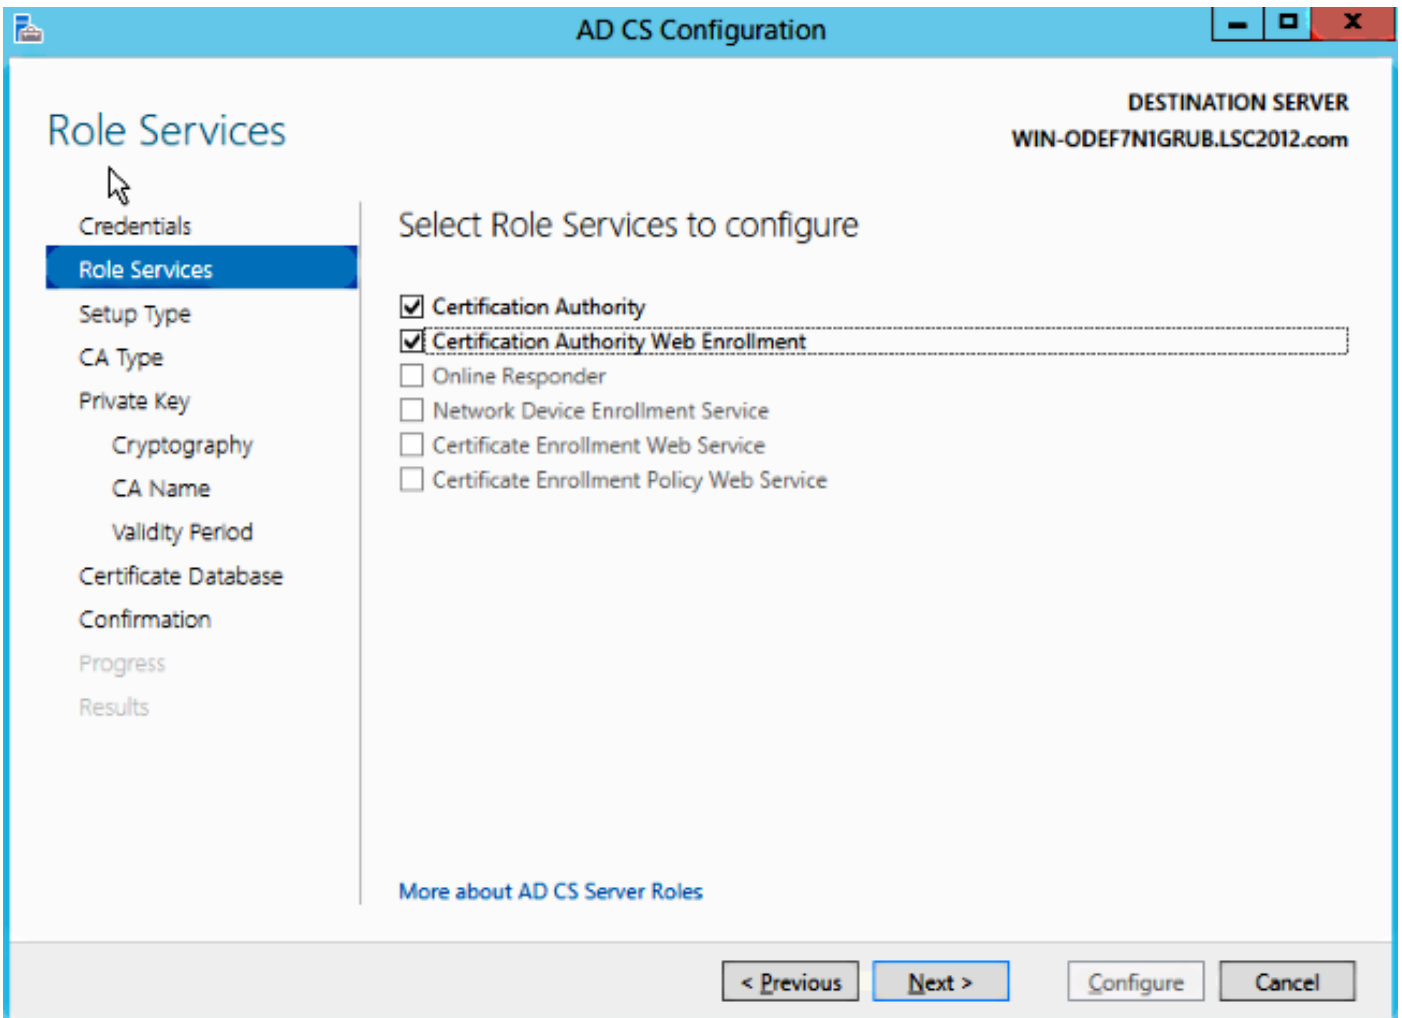 AD CS Configuration
DESTINATION SERVER
WIN-ODEF7N1GRUB.LSC2012.com
Role Services
Credentials
Role Services
Setup Type
CA Type
Private Key
Cryptography
CA Name
Validity Period
Certificate Database
Confirmation
Progress
Results
Select Role Services to configure
Certification Authority
Certification Authority Web Enrollment
Online Responder
Network Device Enrollment Service
Certificate Enrollment Web Service
Certificate Enrollment Policy Web Service
More about AD CS Server Roles
< Previous
Next >
Configure
Cancel